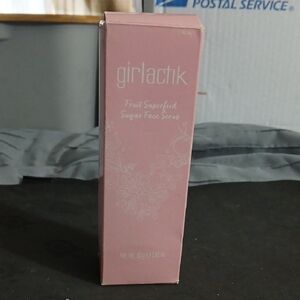 POSTAL SERVICE®
girlactik
Fruit Superfood
Sugar Face Scrub